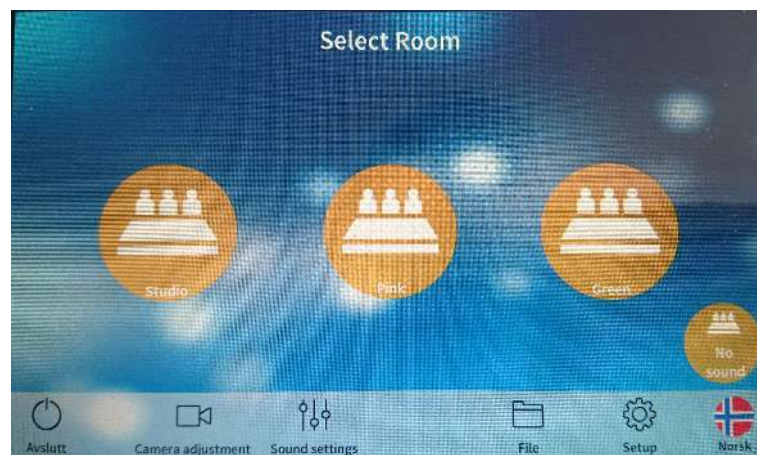 Select Room
Studio
Pink
Green
No
sound
Avslutt
Camera adjustment
Sound settings
File
Setup
Norsk